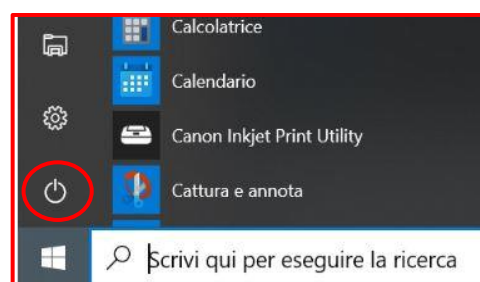 Calcolatrice
Calendario
Canon Inkjet Print Utility
Cattura e annota
Scrivi qui per eseguire la ricerca